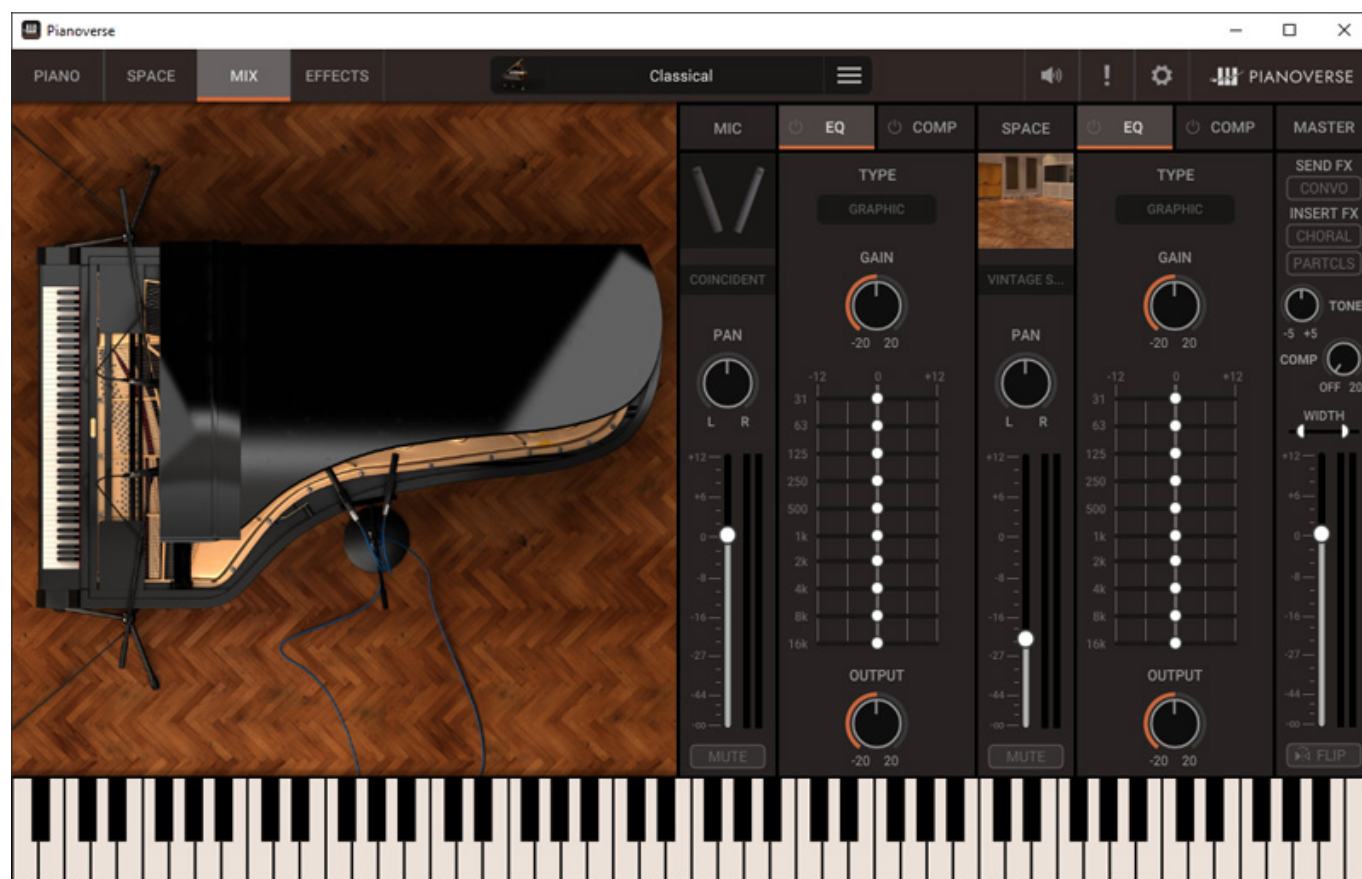 Pianoverse
PIANO SPACE MIX EFFECTS Classical PIANOVERSE
MIC EQ COMP SPACE EQ COMP MASTER
TYPE TYPE SEND FX
GRAPHIC GRAPHIC CONVO
INSERT FX
CHORAL
GAIN GAIN PARTCLS
COINCIDENT VINTAGE S...
TONE
PAN PAN -5 +5
-20 20 -20 20
COMP
-12 0 +12 -12 0 +12 OFF 20
31 31
L R 63 L R 63 WIDTH
+12 125 +12 125 +12
250 250
+6 500 +6 500 +6
0 1k 0 1k 0
2k 2k
-8 4k -8 4k -8
-16 8k -16 8k -16
16k 16k
-27 -27 -27
OUTPUT OUTPUT
-44 -44 -44
-∞ -∞ -∞
MUTE -20 20 MUTE -20 20 FLIP